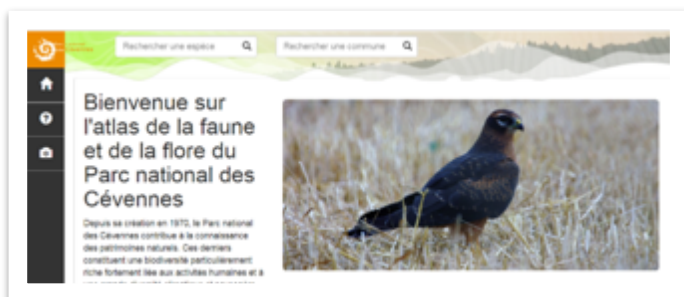 Rechercher une espèce
Rechercher une commune
Bienvenue sur
l'atlas de la faune
et de la flore du
Parc national des
Cévennes
Depuis sa création en 1970, le Parc national
des Cévennes contribue à la connaissance
des patrimoines naturels. Ces derniers
constituent une biodiversité particulièrement
riche fortement liée aux activités humaines et à